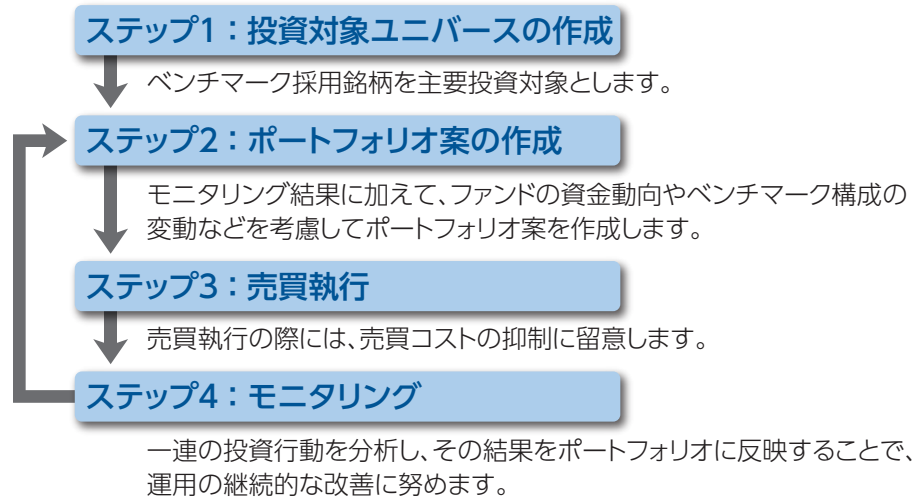 ステップ1：投資対象ユニバースの作成
ベンチマーク採用銘柄を主要投資対象とします。
ステップ2：ポートフォリオ案の作成
モニタリング結果に加えて、ファンドの資金動向やベンチマーク構成の
変動などを考慮してポートフォリオ案を作成します。
ステップ3：売買執行
売買執行の際には、売買コストの抑制に留意します。
ステップ4：モニタリング
一連の投資行動を分析し、その結果をポートフォリオに反映することで、
運用の継続的な改善に努めます。